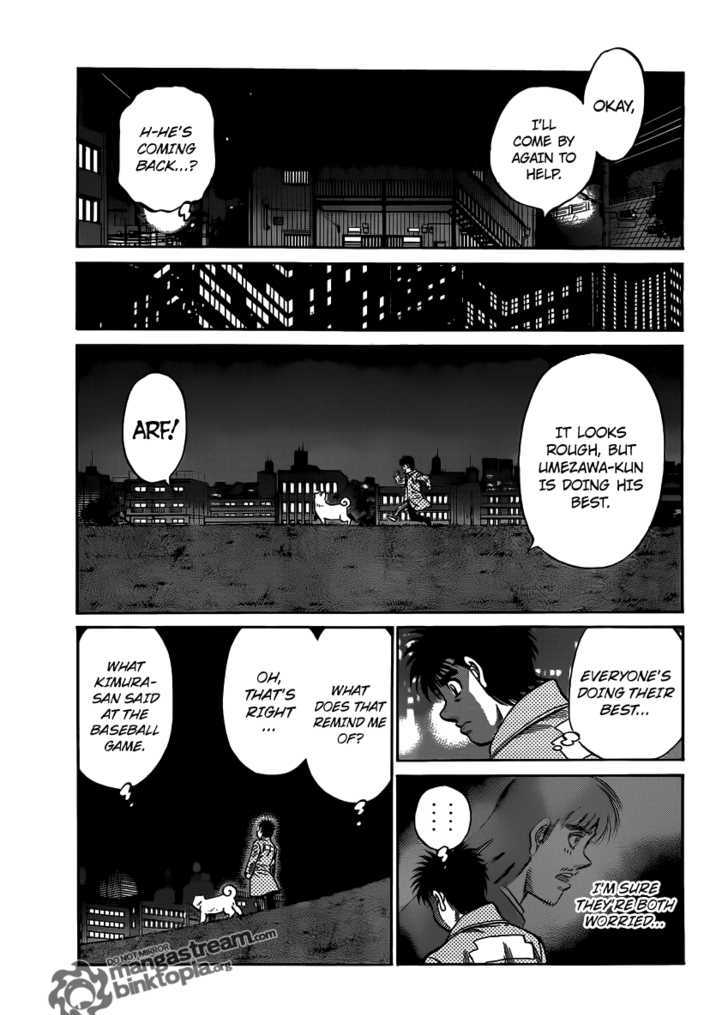 OKAY,
I'LL
COME BY
AGAIN TO
HELP.
H-HE'S
COMING
BACK...?
IT LOOKS
ROUGH, BUT
UMEZAWA-KUN
IS DOING HIS
BEST.
ARF!
EVERYONE'S
DOING THEIR
BEST...
WHAT
DOES THAT
REMIND ME
OF?
OH,
THAT'S
RIGHT
...
WHAT
KIMURA-
SAN SAID
AT THE
BASEBALL
GAME.
I'M SURE
THEY'RE BOTH
WORRIED...
DO NOT MIRROR
mangastream.com
binktopia.org